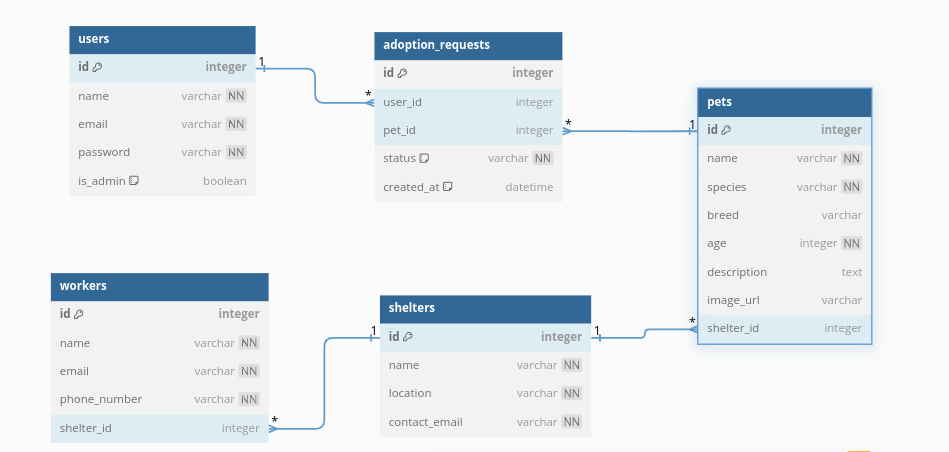 users
id integer
name varchar NN
email varchar NN
password varchar NN
is_admin boolean
1
*
adoption_requests
id integer
user_id integer
pet_id integer
status varchar NN
created_at datetime
*
1
pets
id integer
name varchar NN
species varchar NN
breed varchar
age integer NN
description text
image_url varchar
shelter_id integer
workers
id integer
name varchar NN
email varchar NN
phone_number varchar NN
shelter_id integer
*
1
shelters
id integer
name varchar NN
location varchar NN
contact_email varchar NN
1
*